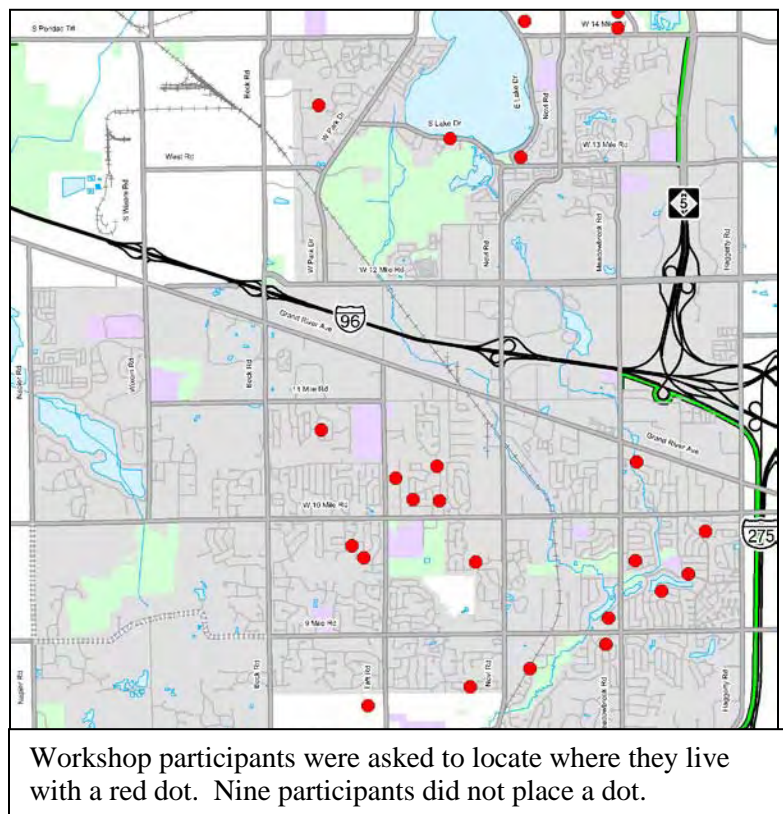 S Pontiac Trl
W 14 Mile Rd
Beck Rd
W Park Dr
S Lake Dr
E Lake Dr
Novi Rd
W 13 Mile Rd
West Rd
S Wixom Rd
5
W Park Dr
Novi Rd
Meadowbrook Rd
Haggerty Rd
W 12 Mile Rd
96
Grand River Ave
Napier Rd
Wixom Rd
Beck Rd
11 Mile Rd
Grand River Ave
W 10 Mile Rd
275
9 Mile Rd
Napier Rd
Beck Rd
Taft Rd
Novi Rd
Meadowbrook Rd
Haggerty Rd
Workshop participants were asked to locate where they live
with a red dot.  Nine participants did not place a dot.